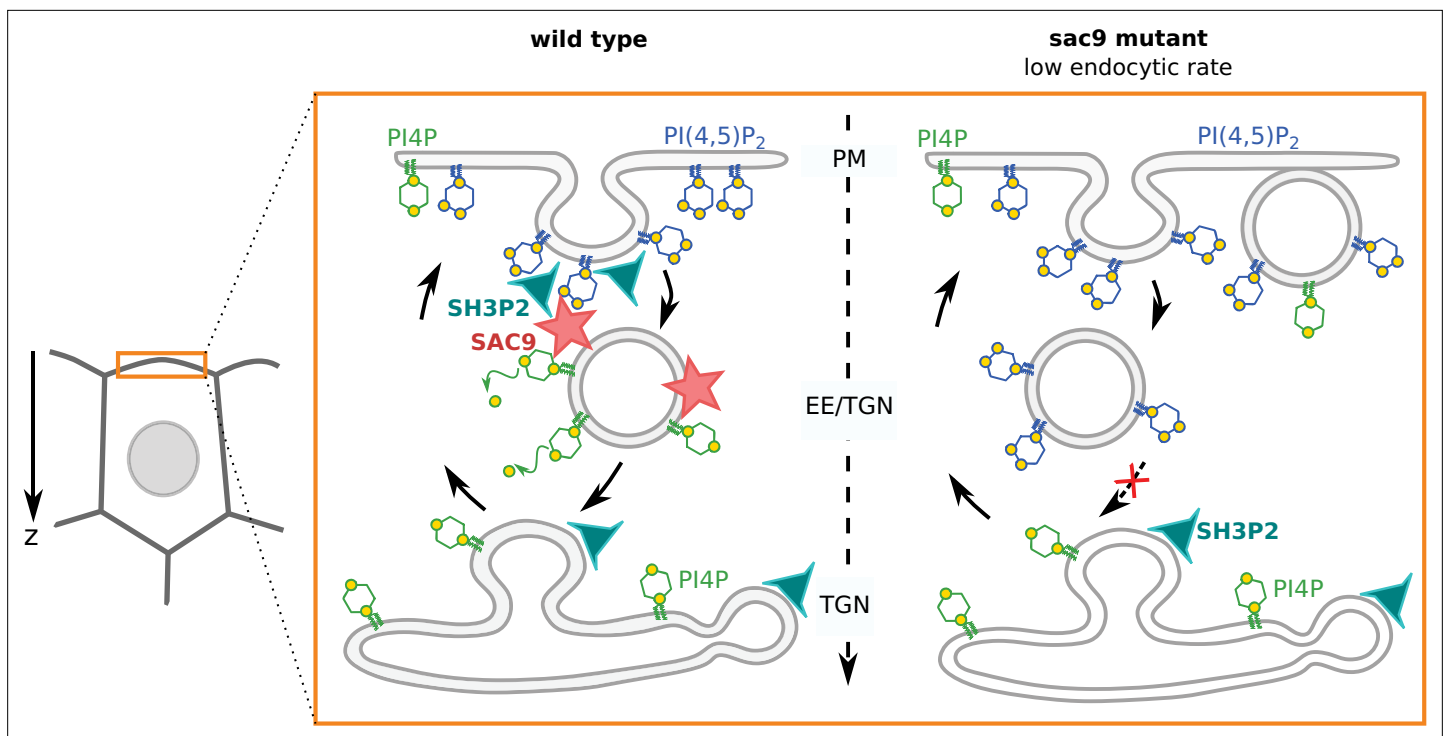 wild type
sac9 mutant
low endocytic rate
PI4P
PI(4,5)P₂
PM
PI4P
PI(4,5)P₂
SH3P2
SAC9
EE/TGN
z
SH3P2
PI4P
TGN
PI4P